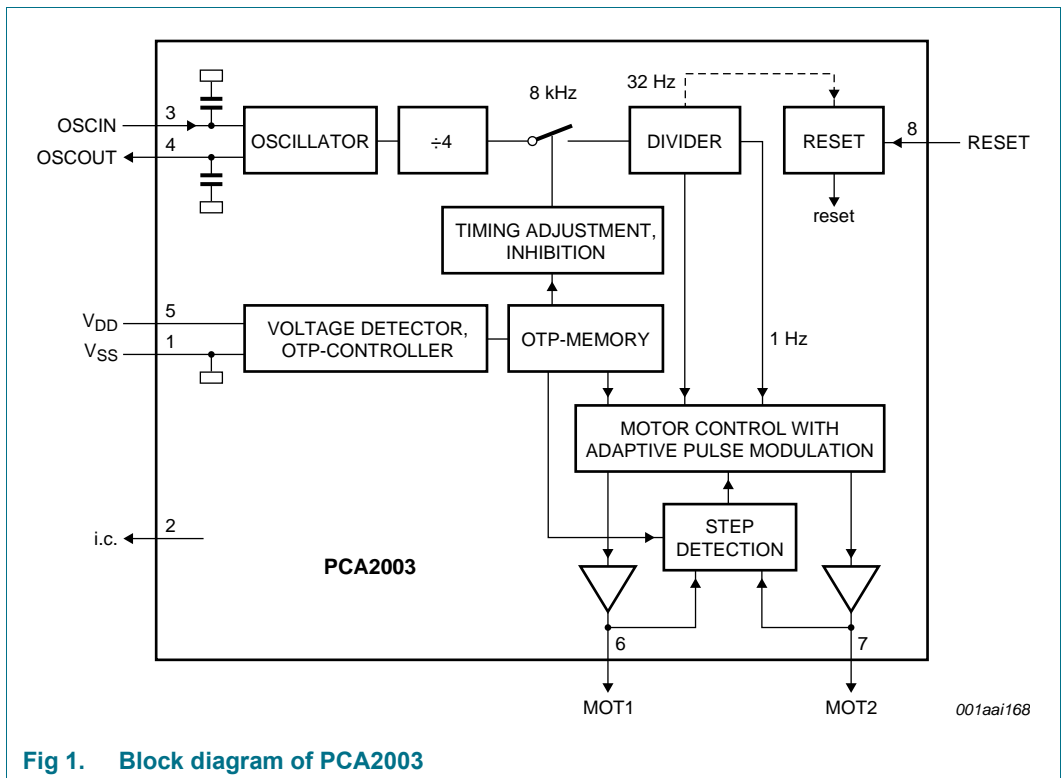 32 Hz
8 kHz
3
OSCIN
OSCILLATOR
÷4
DIVIDER
RESET
8
RESET
4
OSCOUT
reset
TIMING ADJUSTMENT,
INHIBITION
5
VDD
VOLTAGE DETECTOR,
OTP-CONTROLLER
OTP-MEMORY
1 Hz
1
VSS
MOTOR CONTROL WITH
ADAPTIVE PULSE MODULATION
2
i.c.
STEP
DETECTION
PCA2003
6
7
MOT1
MOT2
001aai168
Fig 1. Block diagram of PCA2003